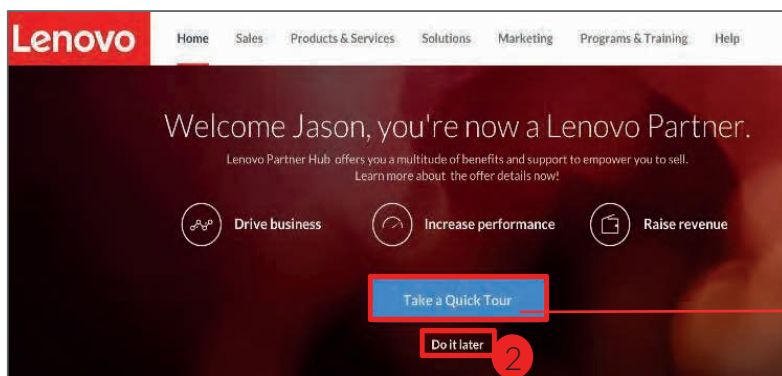 Lenovo
Home Sales Products & Services Solutions Marketing Programs & Training Help
Welcome Jason, you're now a Lenovo Partner.
Lenovo Partner Hub offers you a multitude of benefits and support to empower you to sell.
Learn more about the offer details now!
Drive business Increase performance Raise revenue
Take a Quick Tour
Do it later
2